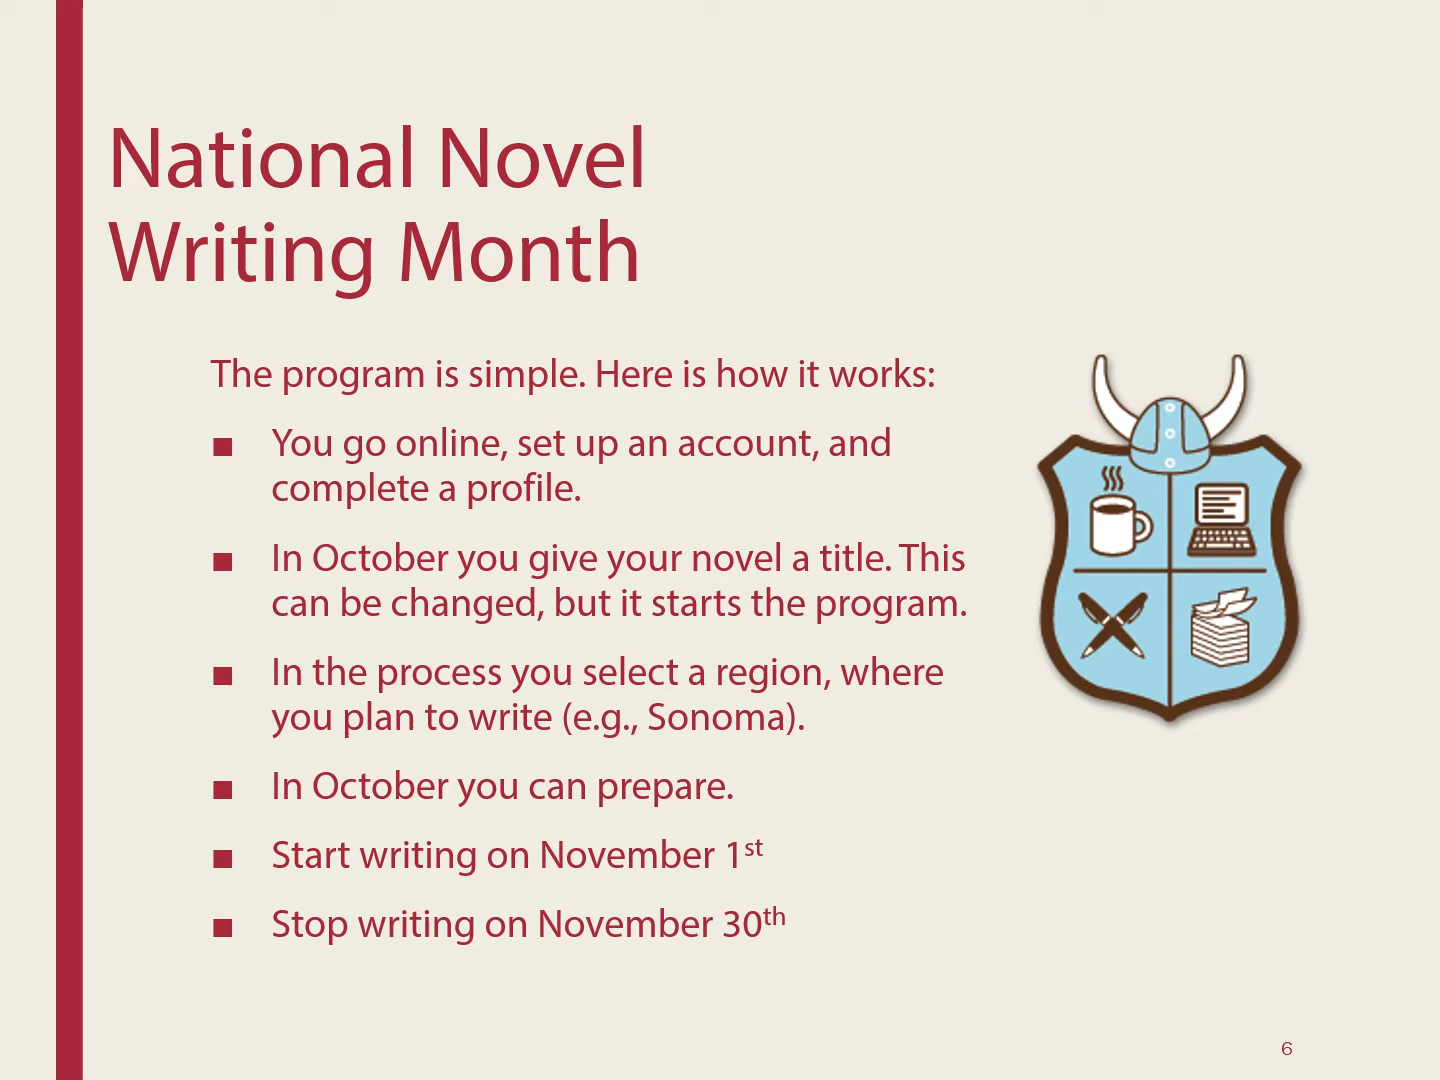 National Novel
Writing Month
The program is simple. Here is how it works:
■ You go online, set up an account, and
complete a profile.
■ In October you give your novel a title. This
can be changed, but it starts the program.
■ In the process you select a region, where
you plan to write (e.g., Sonoma).
■ In October you can prepare.
■ Start writing on November 1st
■ Stop writing on November 30th
6